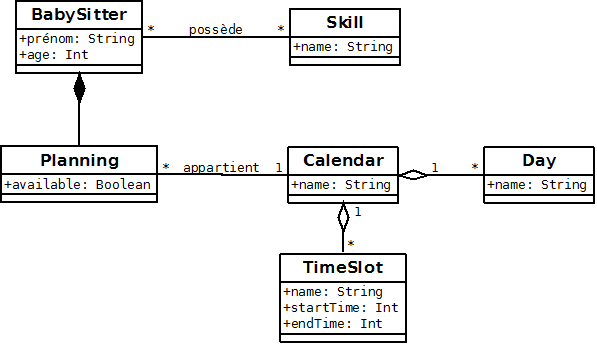 BabySitter
+prénom: String
+age: Int
* possède *
Skill
+name: String
Planning
+available: Boolean
* appartient 1
Calendar
+name: String
1 *
Day
+name: String
1
*
TimeSlot
+name: String
+startTime: Int
+endTime: Int